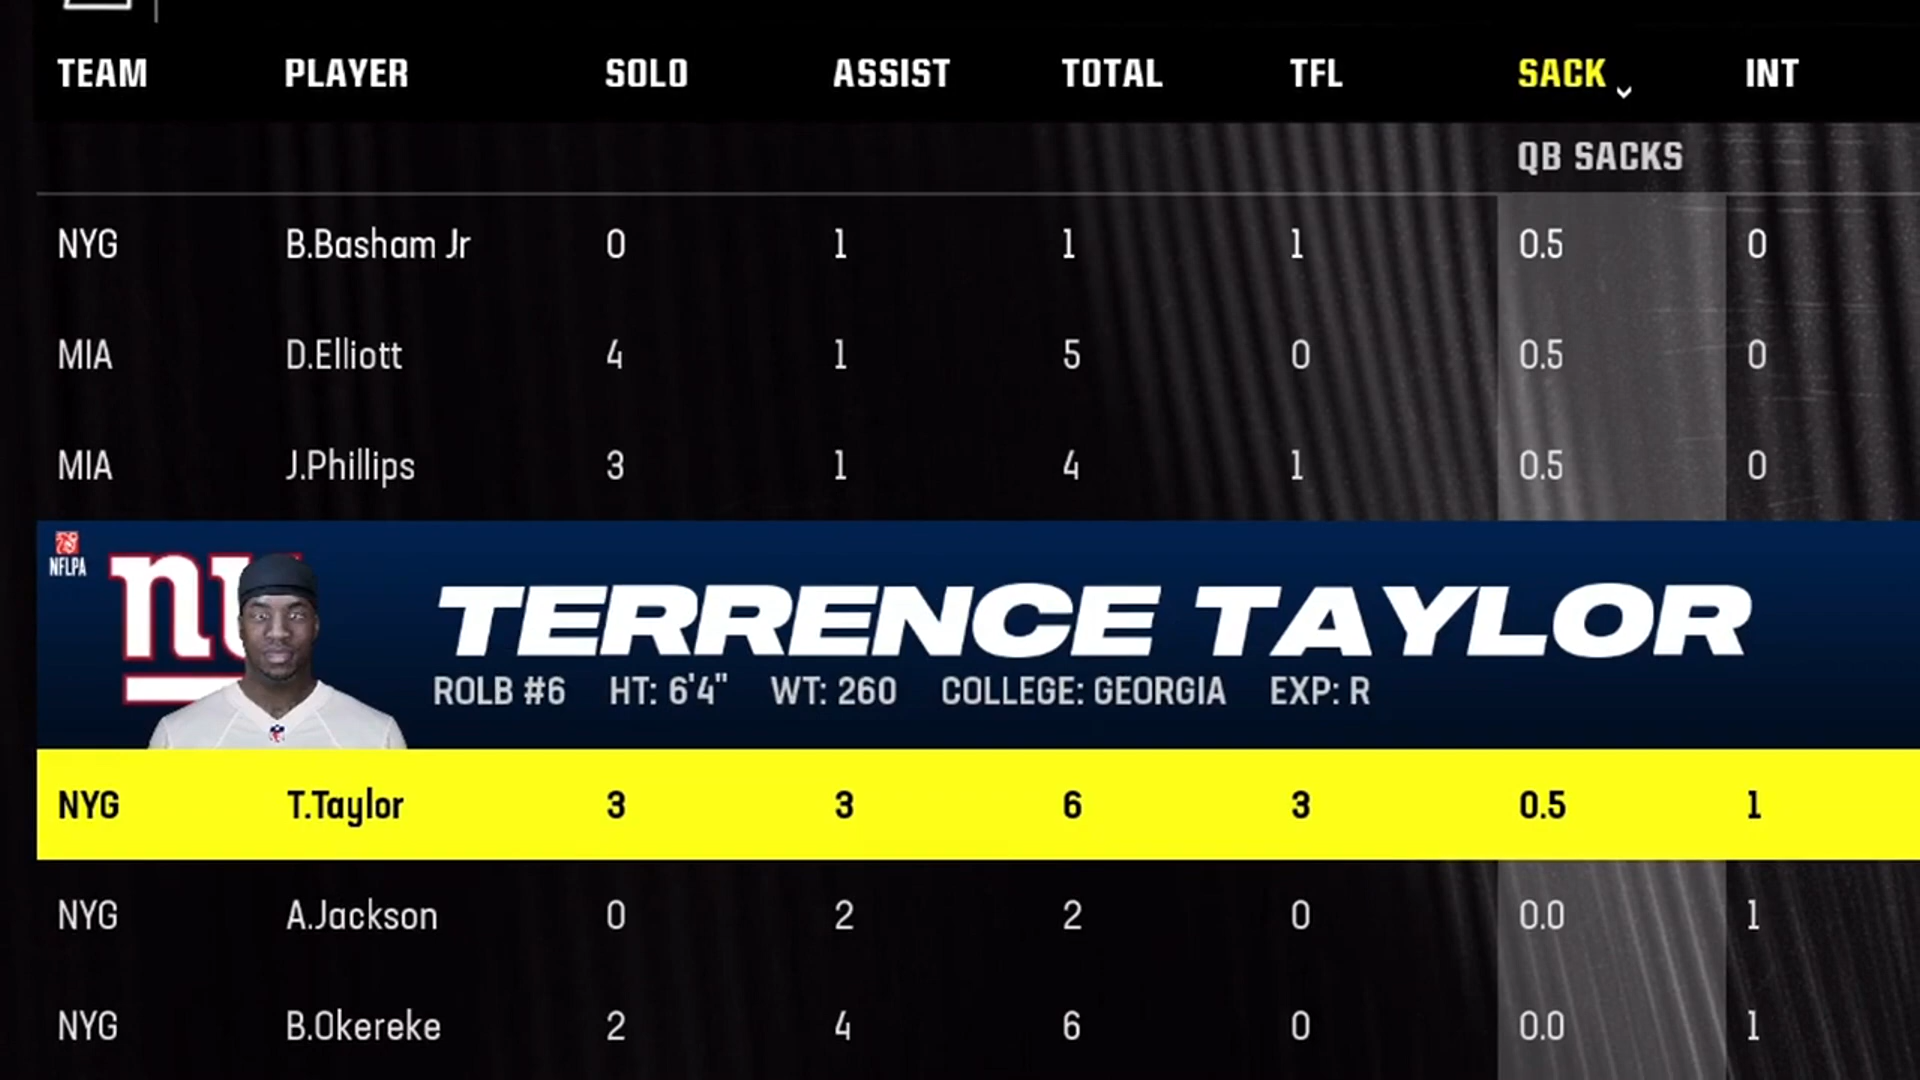 TEAM PLAYER SOLO ASSIST TOTAL TFL SACK INT
QB SACKS
NYG B.Basham Jr 0 1 1 1 0.5 0
MIA D.Elliott 4 1 5 0 0.5 0
MIA J.Phillips 3 1 4 1 0.5 0
NFLPA
ny
TERRENCE TAYLOR
ROLB #6 HT: 6'4" WT: 260 COLLEGE: GEORGIA EXP: R
NYG T.Taylor 3 3 6 3 0.5 1
NYG A.Jackson 0 2 2 0 0.0 1
NYG B.Okereke 2 4 6 0 0.0 1